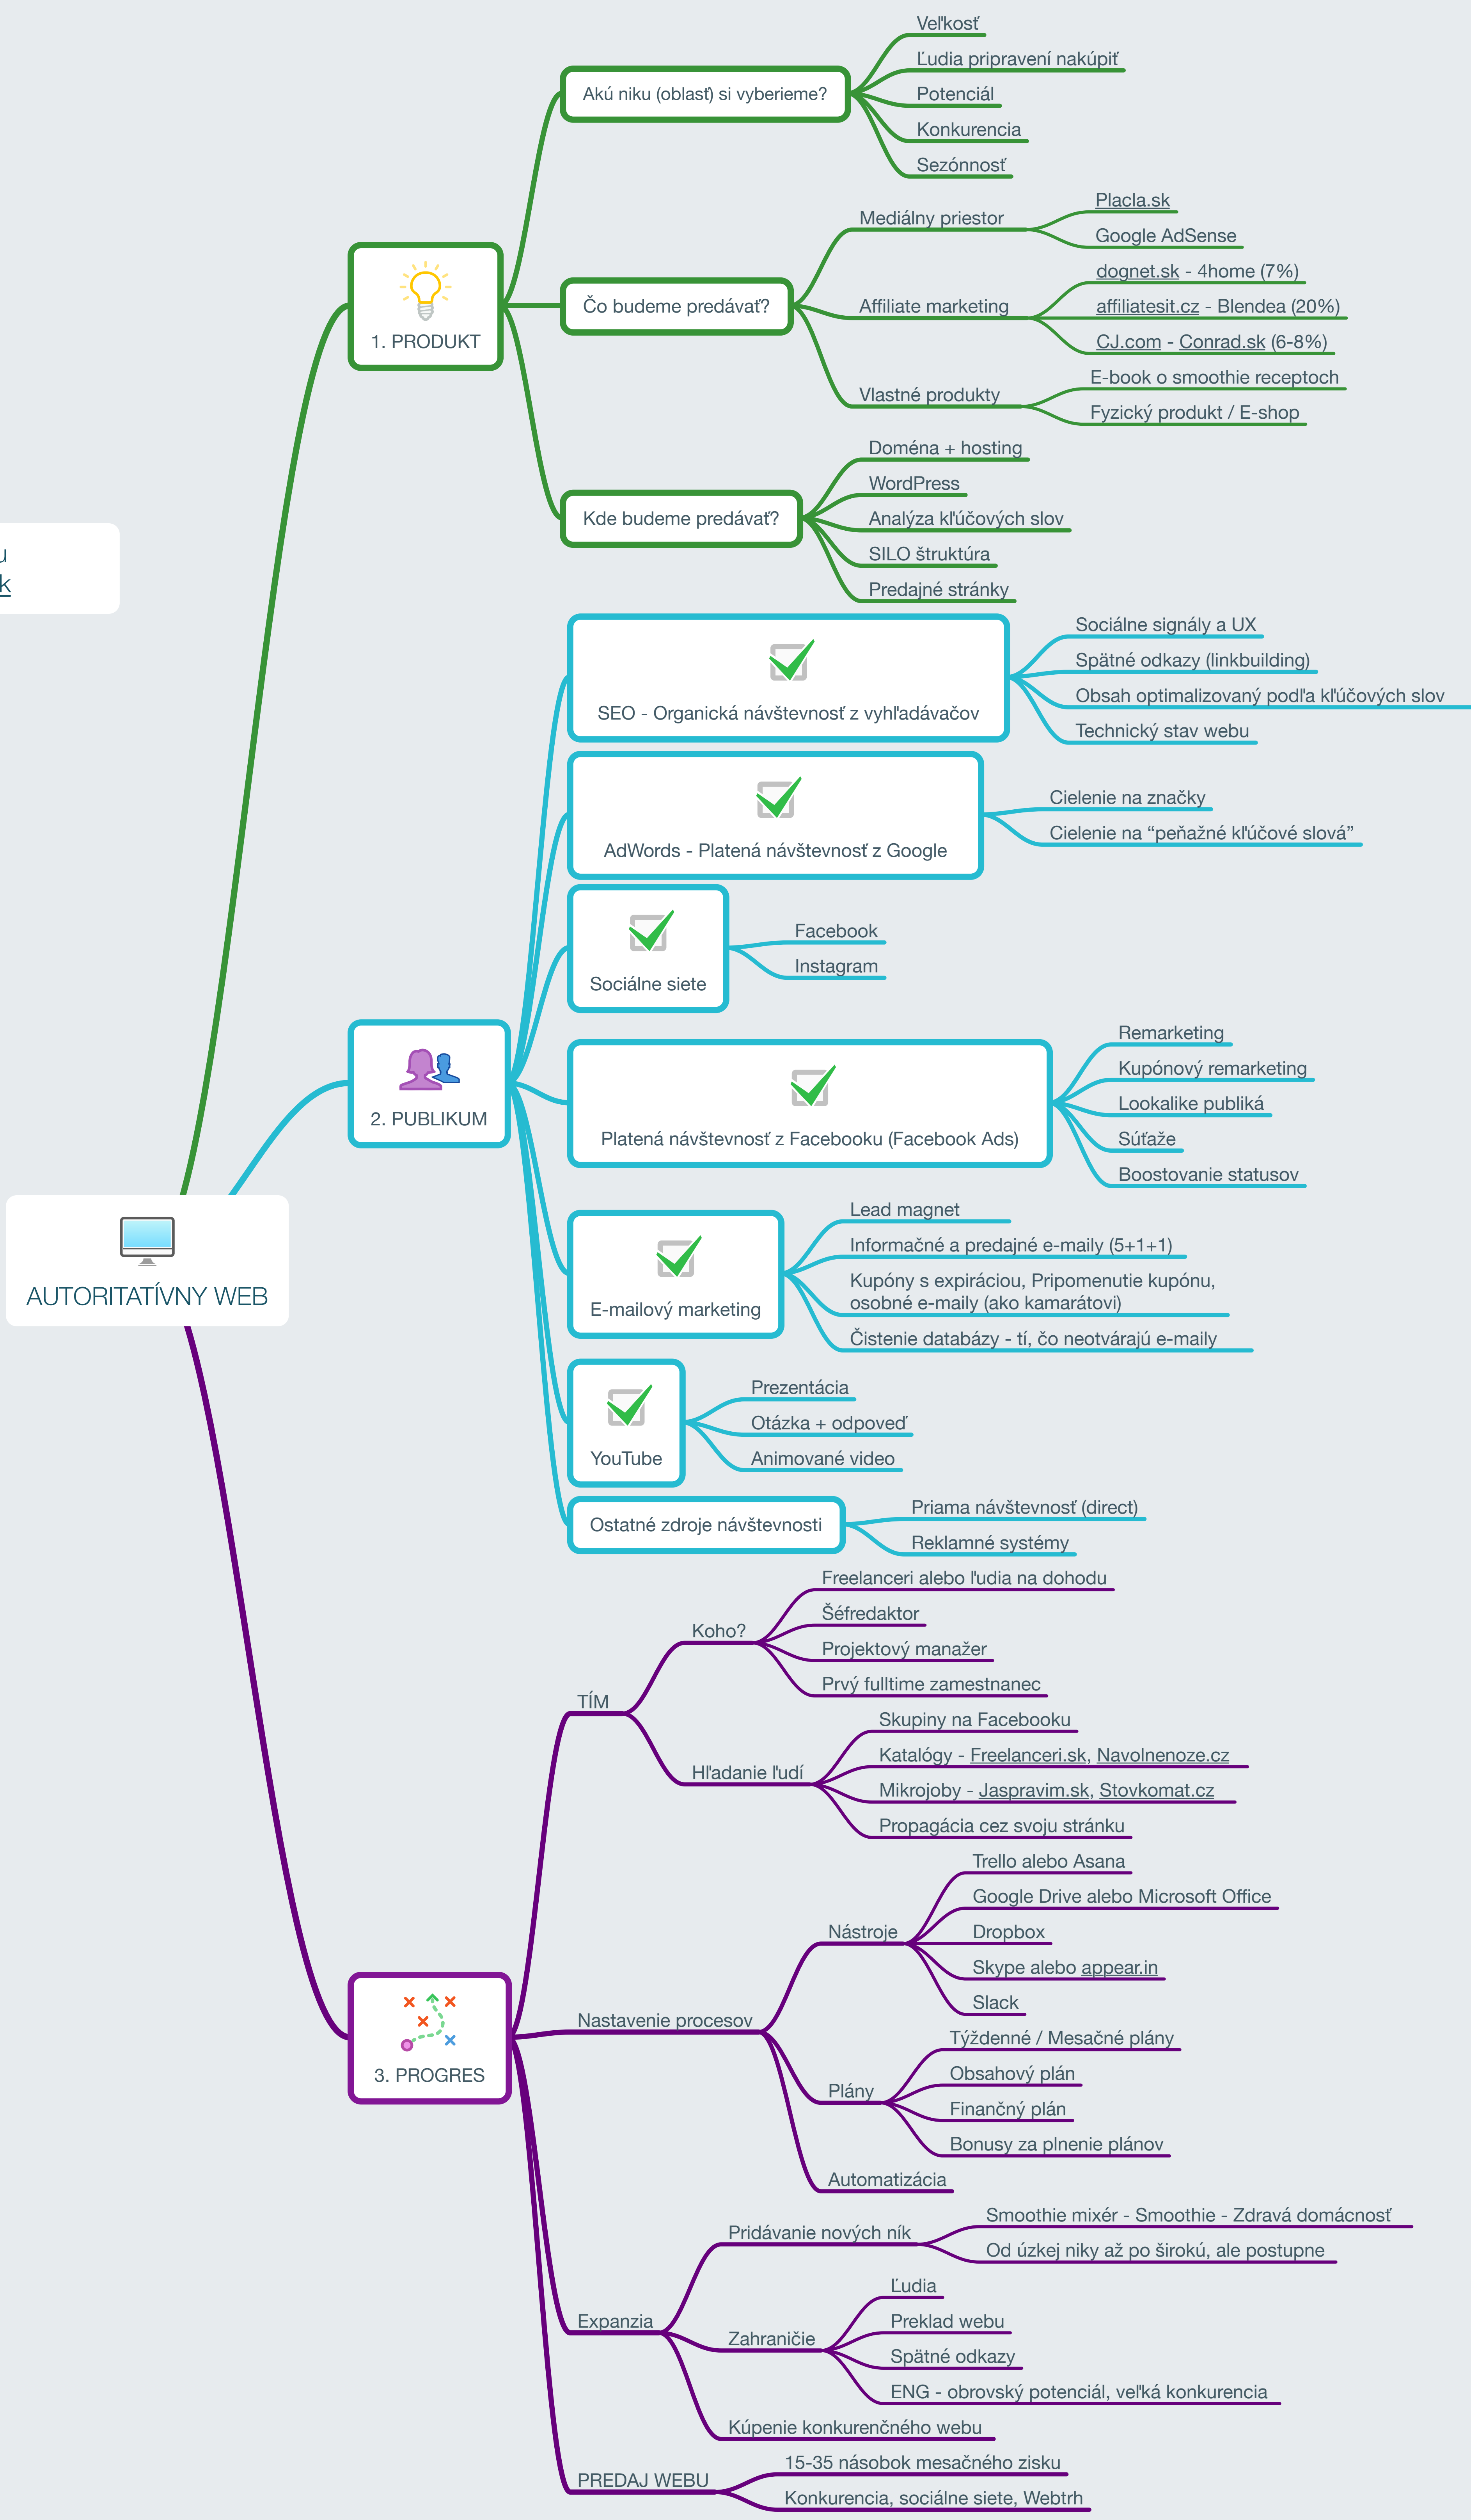 Veľkosť
Ľudia pripravení nakúpiť
Akú niku (oblasť) si vyberieme?
Potenciál
Konkurencia
Sezónnosť
Placla.sk
Mediálny priestor
Google AdSense
dognet.sk - 4home (7%)
1. PRODUKT
Čo budeme predávať?
Affiliate marketing
affiliatesit.cz - Blendea (20%)
CJ.com - Conrad.sk (6-8%)
E-book o smoothie receptoch
Vlastné produkty
Fyzický produkt / E-shop
Doména + hosting
WordPress
Kde budeme predávať?
Analýza kľúčových slov
SILO štruktúra
Predajné stránky
u
k
Sociálne signály a UX
Spätné odkazy (linkbuilding)
SEO - Organická návštevnosť z vyhľadávačov
Obsah optimalizovaný podľa kľúčových slov
Technický stav webu
Cielenie na značky
AdWords - Platená návštevnosť z Google
Cielenie na “peňažné kľúčové slová”
Facebook
Sociálne siete
Instagram
2. PUBLIKUM
Remarketing
Kupónový remarketing
Platená návštevnosť z Facebooku (Facebook Ads)
Lookalike publiká
Súťaže
Boostovanie statusov
AUTORITATÍVNY WEB
Lead magnet
Informačné a predajné e-maily (5+1+1)
E-mailový marketing
Kupóny s expiráciou, Pripomenutie kupónu,
osobné e-maily (ako kamarátovi)
Čistenie databázy - tí, čo neotvárajú e-maily
Prezentácia
YouTube
Otázka + odpoveď
Animované video
Ostatné zdroje návštevnosti
Priama návštevnosť (direct)
Reklamné systémy
Freelanceri alebo ľudia na dohodu
Koho?
Šéfredaktor
Projektový manažer
Prvý fulltime zamestnanec
TÍM
Skupiny na Facebooku
Hľadanie ľudí
Katalógy - Freelanceri.sk, Navolnenoze.cz
Mikrojoby - Jaspravim.sk, Stovkomat.cz
Propagácia cez svoju stránku
3. PROGRES
Trello alebo Asana
Google Drive alebo Microsoft Office
Nástroje
Dropbox
Skype alebo appear.in
Slack
Nastavenie procesov
Týždenné / Mesačné plány
Plány
Obsahový plán
Finančný plán
Bonusy za plnenie plánov
Automatizácia
Pridávanie nových ník
Smoothie mixér - Smoothie - Zdravá domácnosť
Od úzkej niky až po širokú, ale postupne
Expanzia
Ľudia
Zahraničie
Preklad webu
Spätné odkazy
ENG - obrovský potenciál, veľká konkurencia
Kúpenie konkurenčného webu
PREDAJ WEBU
15-35 násobok mesačného zisku
Konkurencia, sociálne siete, Webtrh